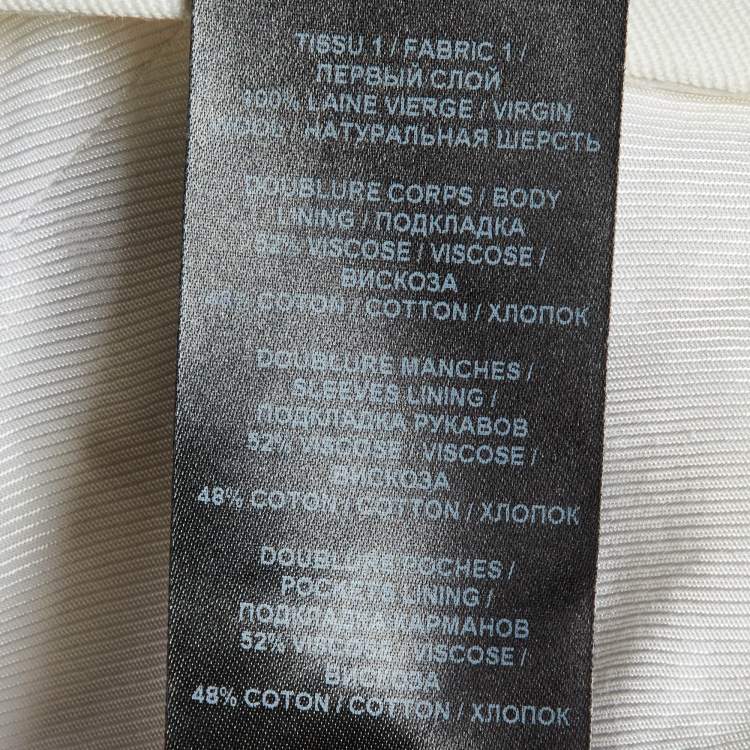 TISSU 1 / FABRIC 1 /
ПЕРВЫЙ СЛОЙ
100% LAINE VIERGE / VIRGIN
WOOL / НАТУРАЛЬНАЯ ШЕРСТЬ
DOUBLURE CORPS / BODY
LINING / ПОДКЛАДКА
52% VISCOSE / VISCOSE /
ВИСКОЗА
48% COTON / COTTON / ХЛОПОК
DOUBLURE MANCHES /
SLEEVES LINING /
ПОДКЛАДКА РУКАВОВ
52% VISCOSE / VISCOSE /
ВИСКОЗА
48% COTON / COTTON / ХЛОПОК
DOUBLURE POCHES /
POCKETS LINING /
ПОДКЛАДКА КАРМАНОВ
52% VISCOSE / VISCOSE /
ВИСКОЗА
48% COTON / COTTON / ХЛОПОК